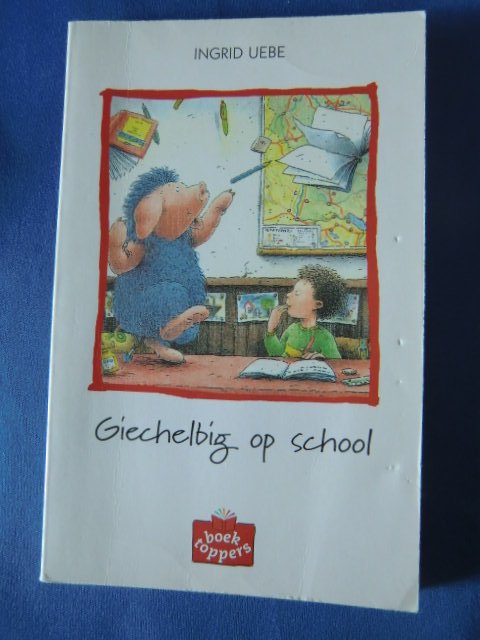 INGRID UEBE
Giechelbig op school
boek
toppers